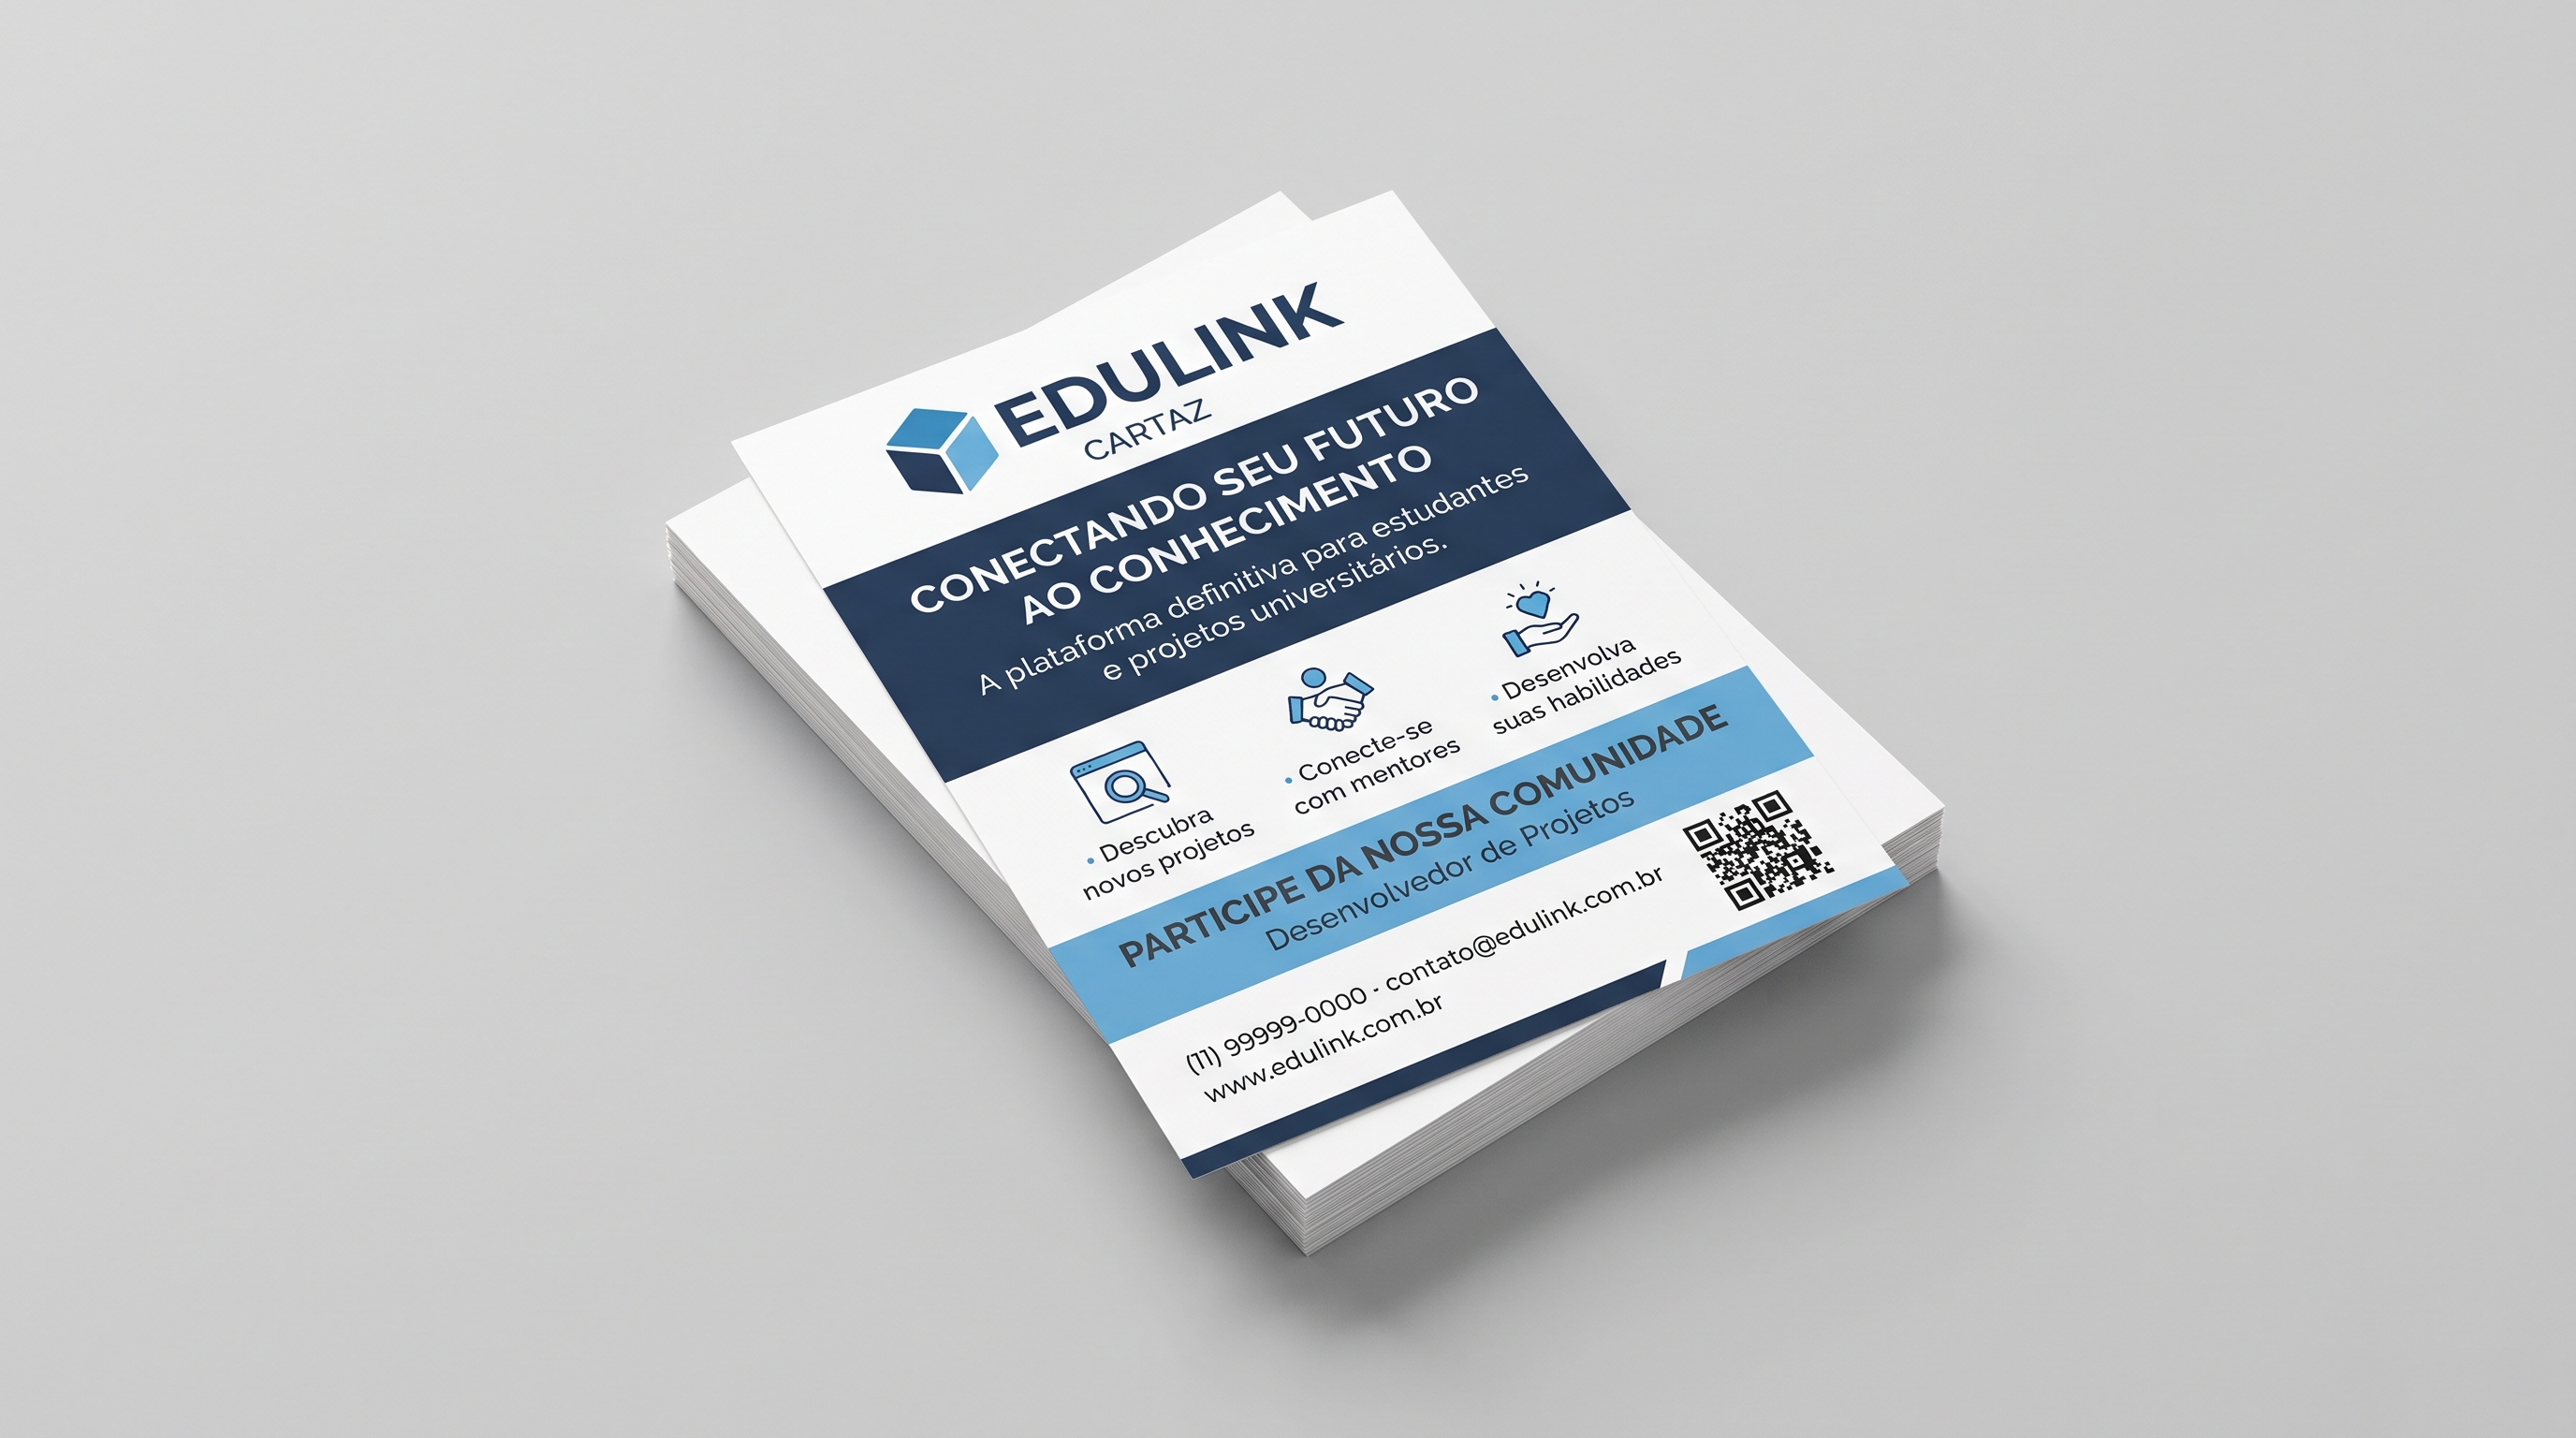 EDULINK
CARTAZ
CONECTANDO SEU FUTURO
AO CONHECIMENTO
A plataforma definitiva para estudantes
e projetos universitários.
• Descubra
novos projetos
• Conecte-se
com mentores
• Desenvolva
suas habilidades
PARTICIPE DA NOSSA COMUNIDADE
Desenvolvedor de Projetos
(11) 99999-0000 - contato@edulink.com.br
www.edulink.com.br